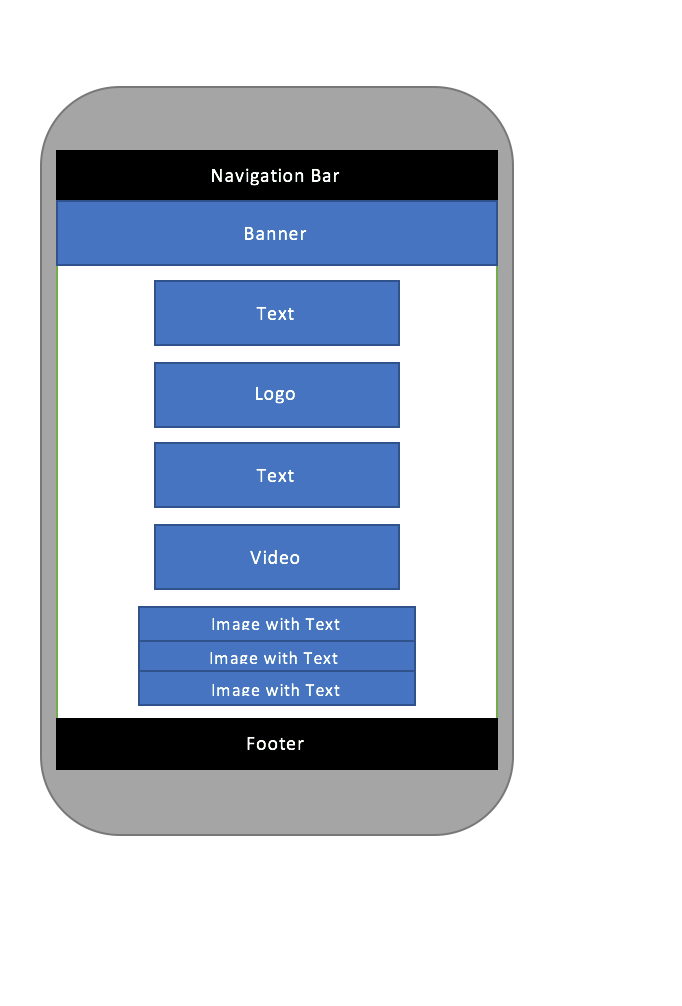 Navigation Bar
Banner
Text
Logo
Text
Video
Image with Text
Image with Text
Image with Text
Footer